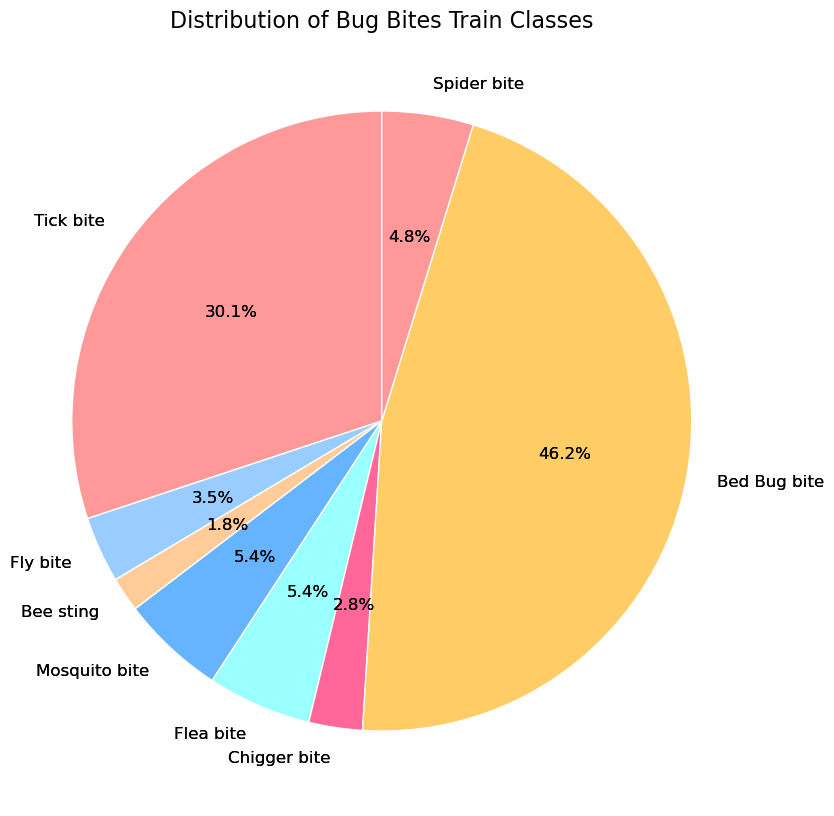 Distribution of Bug Bites Train Classes
Spider bite
4.8%
Tick bite
30.1%
46.2%
Bed Bug bite
3.5%
Fly bite
1.8%
Bee sting
5.4%
Mosquito bite
5.4%
Flea bite
2.8%
Chigger bite